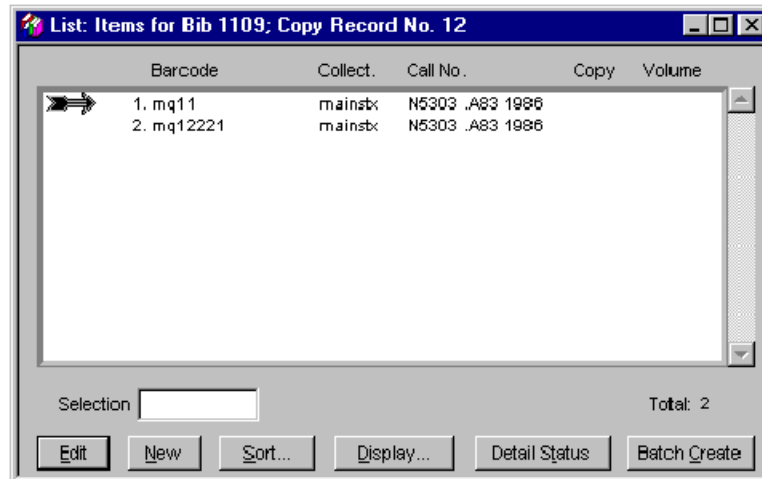 List: Items for Bib 1109; Copy Record No. 12
Barcode Collect. Call No. Copy Volume
1. mq11 mainstx N5303 .A83 1986
2. mq12221 mainstx N5303 .A83 1986
Selection Total: 2
Edit New Sort... Display... Detail Status Batch Create